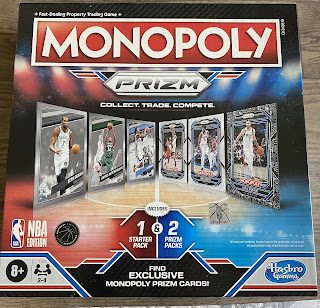 Fast-Dealing Property Trading Game
MONOPOLY
PRIZM
COLLECT. TRADE. COMPETE.
INCLUDES
1 & 2
STARTER PACK
PRIZM PACKS
NBA
NBA EDITION
8+
2-4
FIND
EXCLUSIVE
MONOPOLY PRIZM CARDS!
Hasbro
Gaming